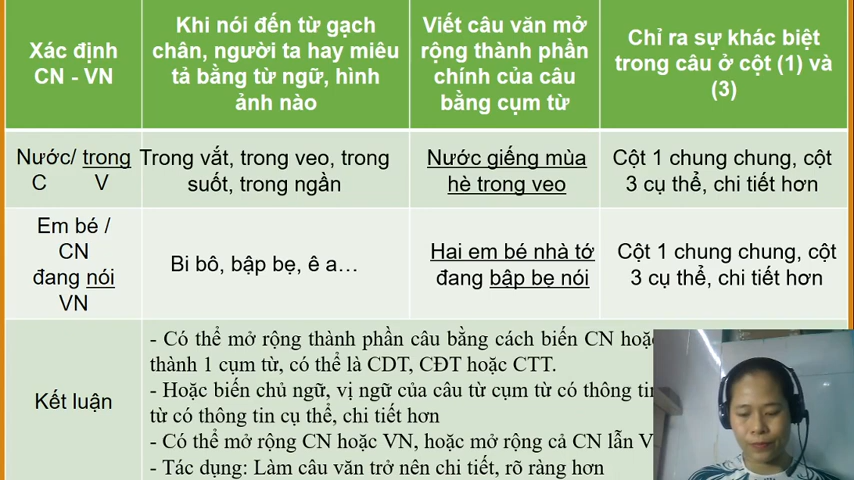 Xác định
CN - VN
Khi nói đến từ gạch
chân, người ta hay miêu
tả bằng từ ngữ, hình
ảnh nào
Viết câu văn mở
rộng thành phần
chính của câu
bằng cụm từ
Chỉ ra sự khác biệt
trong câu ở cột (1) và
(3)
Nước/ trong
C V
Trong vắt, trong veo, trong
suốt, trong ngần
Nước giếng mùa
hè trong veo
Cột 1 chung chung, cột
3 cụ thể, chi tiết hơn
Em bé /
CN
đang nói
VN
Bi bô, bập bẹ, ê a…
Hai em bé nhà tớ
đang bập bẹ nói
Cột 1 chung chung, cột
3 cụ thể, chi tiết hơn
Kết luận
- Có thể mở rộng thành phần câu bằng cách biến CN
thành 1 cụm từ, có thể là CDT, CĐT hoặc CTT.
- Hoặc biến chủ ngữ, vị ngữ của câu từ cụm từ có thông tin
từ có thông tin cụ thể, chi tiết hơn
- Có thể mở rộng CN hoặc VN, hoặc mở rộng cả CN lẫn
- Tác dụng: Làm câu văn trở nên chi tiết, rõ ràng hơn